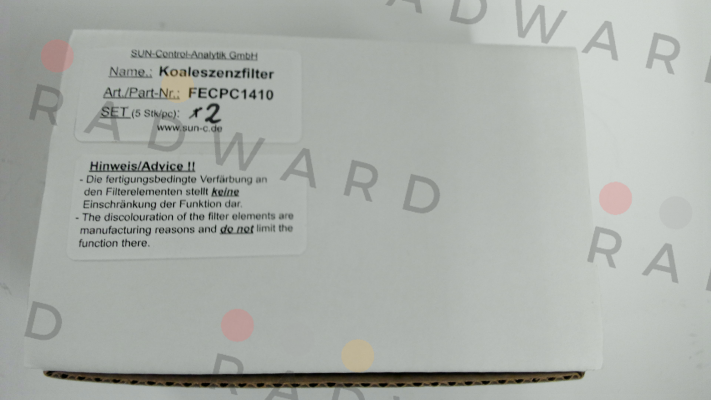 SUN-Control-Analytik GmbH
Name.: Koaleszenzfilter
Art./Part-Nr.: FECPC1410
SET (5 Stk/pc): x2
www.sun-c.de
Hinweis/Advice !!
- Die fertigungsbedingte Verfärbung an
den Filterelementen stellt keine
Einschränkung der Funktion dar.
- The discolouration of the filter elements are
manufacturing reasons and do not limit the
function there.
RADWARD
RADWARD
RA
D
RADWARD